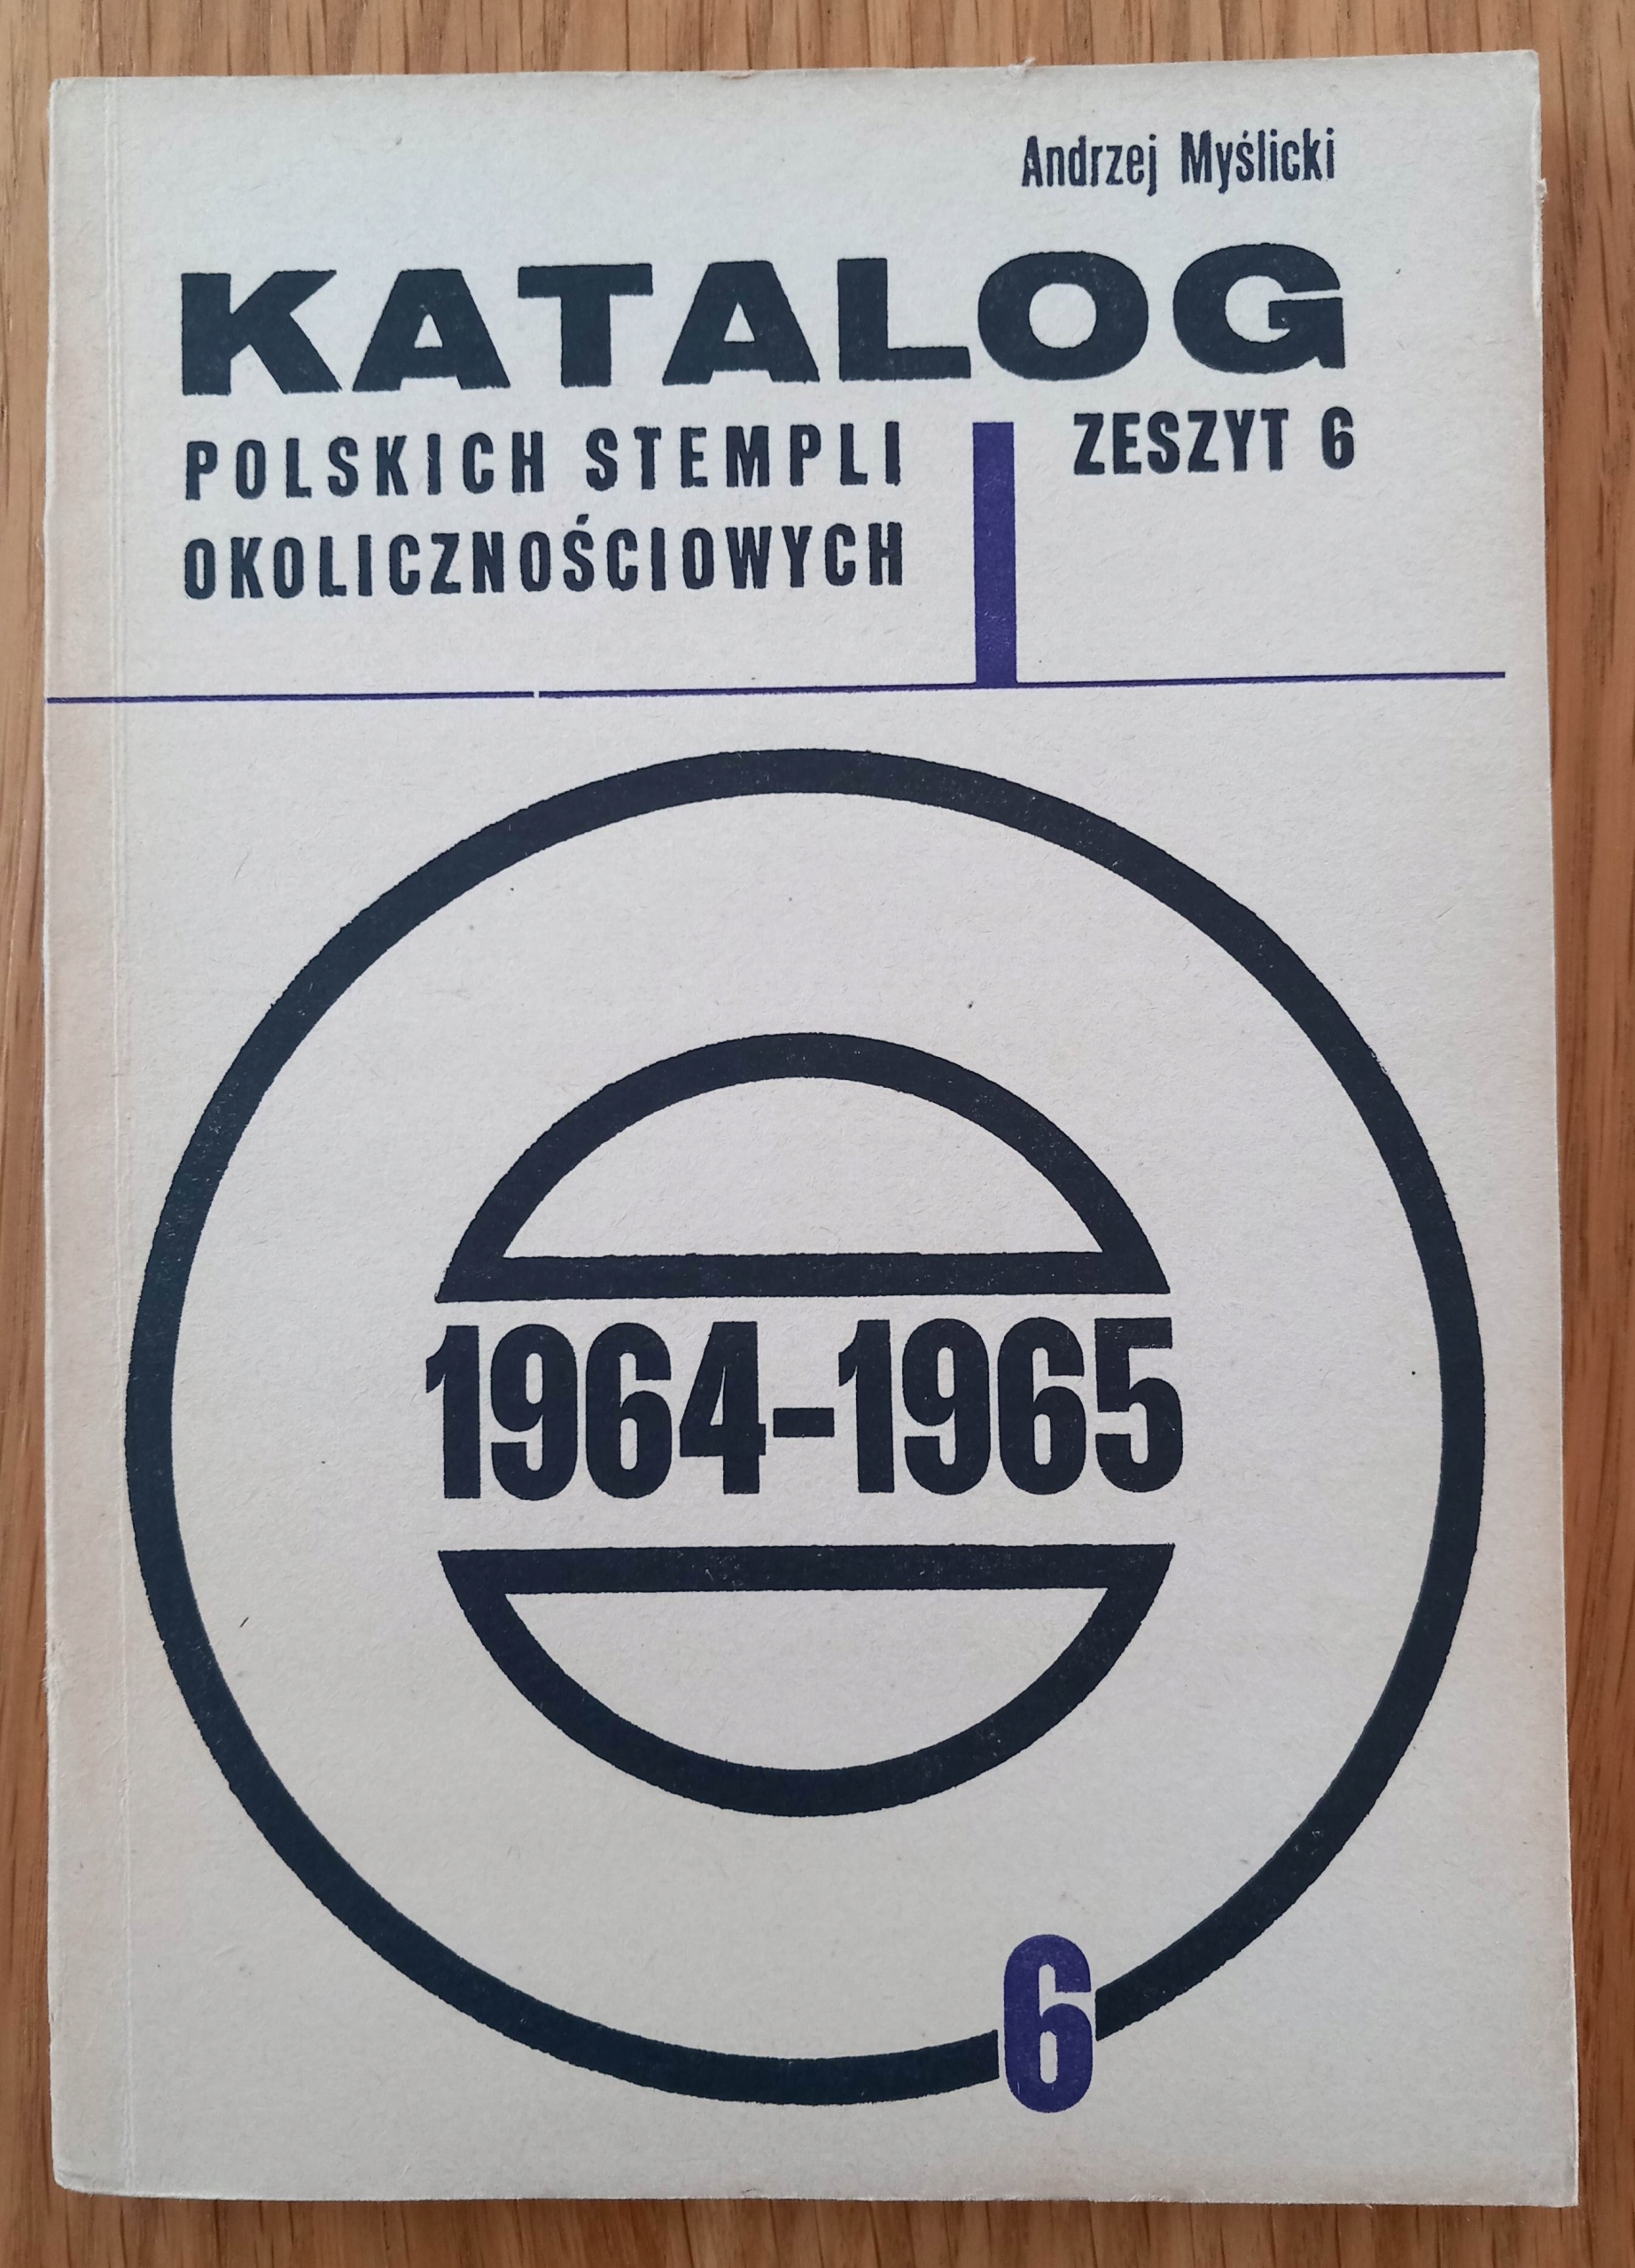 Andrzej Myślicki
KATALOG
POLSKICH STEMPLI
OKOLICZNOŚCIOWYCH
ZESZYT 6
1964-1965
6